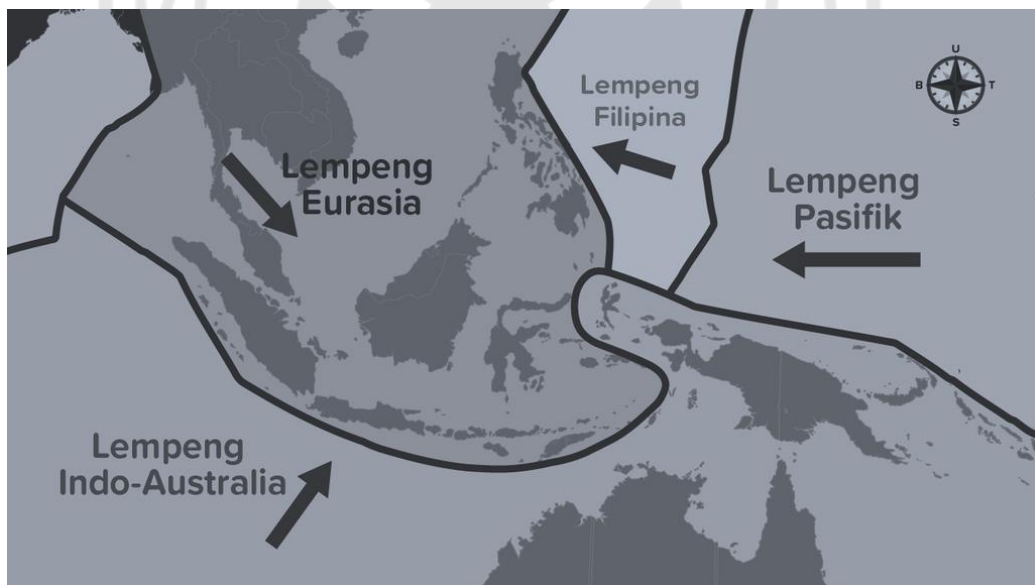 U
B
T
S
Lempeng
Filipina
Lempeng
Eurasia
Lempeng
Pasifik
Lempeng
Indo-Australia